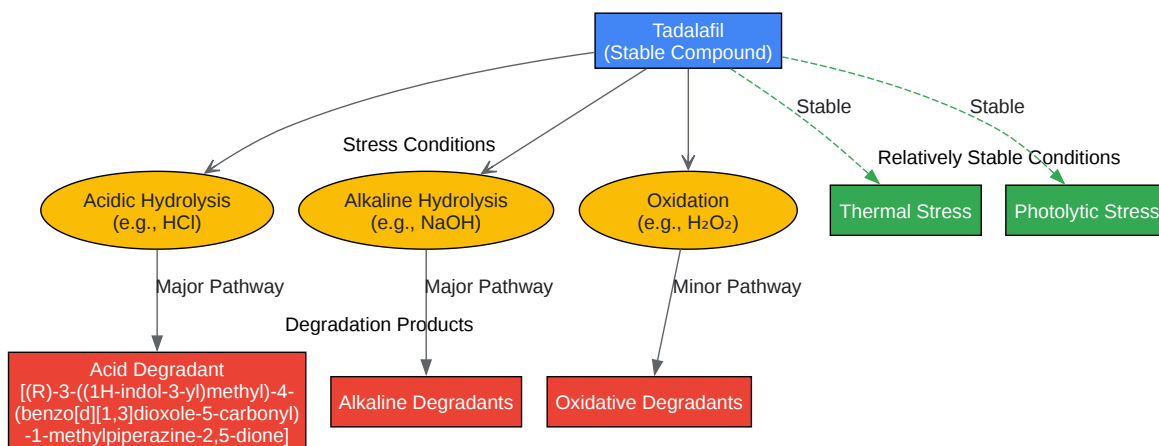 Tadalafil
(Stable Compound)
Stable
Stable
Stress Conditions
Relatively Stable Conditions
Acidic Hydrolysis
(e.g., HCl)
Alkaline Hydrolysis
(e.g., NaOH)
Oxidation
(e.g., H₂O₂)
Thermal Stress
Photolytic Stress
Major Pathway
Major Pathway
Minor Pathway
Degradation Products
Acid Degradant
[(R)-3-((1H-indol-3-yl)methyl)-4-
(benzo[d][1,3]dioxole-5-carbonyl)
-1-methylpiperazine-2,5-dione]
Alkaline Degradants
Oxidative Degradants